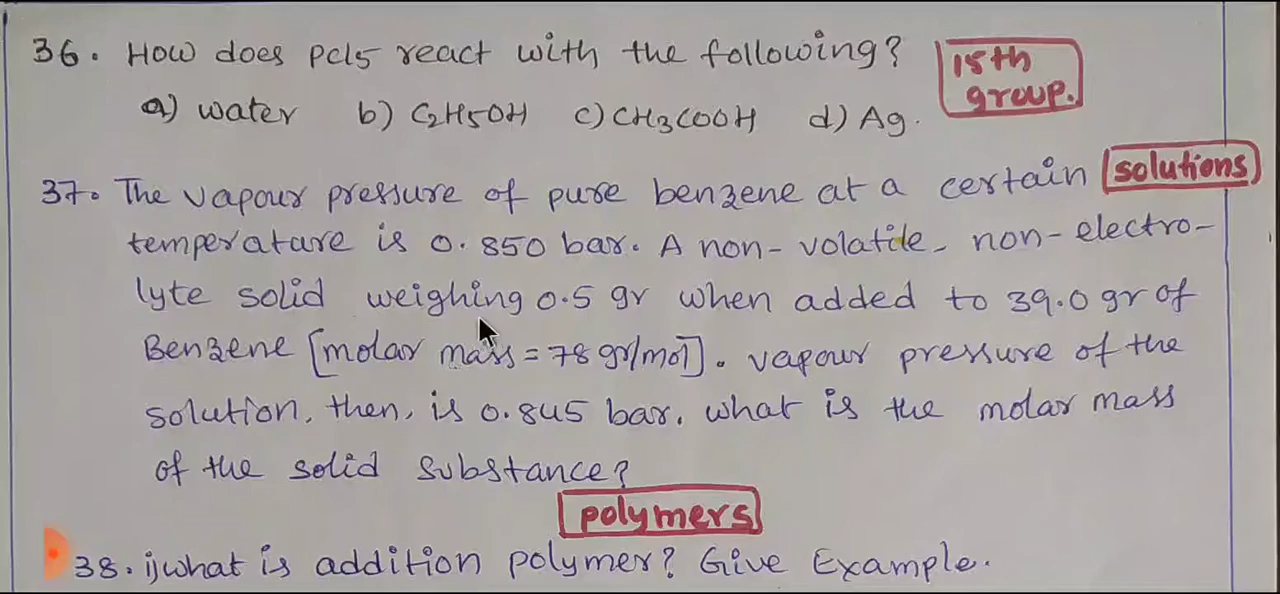 36. How does pcl5 react with the following?
15th group.
a) water b) C2H5OH c) CH3COOH d) Ag.
37. The vapour pressure of pure benzene at a certain
solutions
temperature is 0.850 bar. A non-volatile, non-electro-
lyte solid weighing 0.5 gr when added to 39.0 gr of
Benzene [molar mass = 78 gr/mol]. vapour pressure of the
solution, then, is 0.845 bar. what is the molar mass
of the solid substance?
polymers
38. i) what is addition polymer? Give Example.